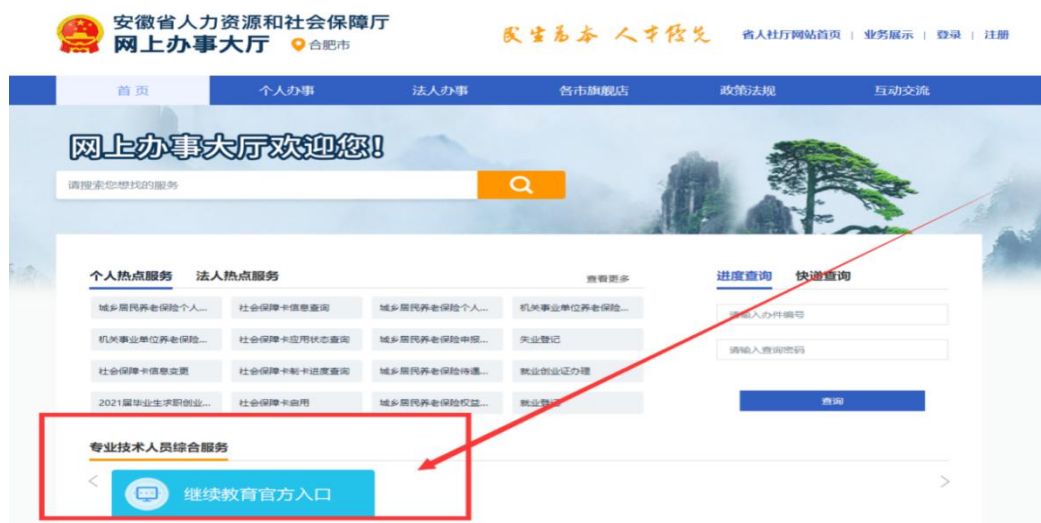 安徽省人力资源和社会保障厅
网上办事大厅 合肥市
民生为本 人才优先
省人社厅网站首页 | 业务展示 | 登录 | 注册
首页 个人办事 法人办事 各市旗舰店 政策法规 互动交流
网上办事大厅欢迎您!
请搜索您想找的服务
个人热点服务 法人热点服务 查看更多
进度查询 快递查询
城乡居民养老保险个人... 社会保障卡信息查询 城乡居民养老保险个人... 机关事业单位养老保险...
请输入办件编号
机关事业单位养老保险... 社会保障卡应用状态查询 城乡居民养老保险申报... 失业登记
请输入查询密码
社会保障卡信息变更 社会保障卡制卡进度查询 城乡居民养老保险待遇... 就业创业证办理
2021届毕业生求职创业... 社会保障卡启用 城乡居民养老保险权益... 就业登记
查询
专业技术人员综合服务
继续教育官方入口